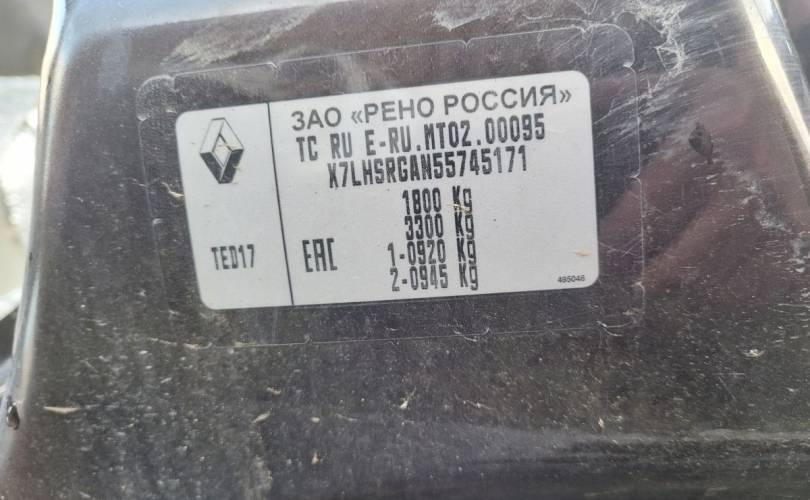 ЗАО «РЕНО РОССИЯ»
TC RU E-RU.MT02.00095
X7LHSRGAN55745171
1800 Kg
3300 Kg
1-0920 Kg
2-0945 Kg
TED17
EAC
495046